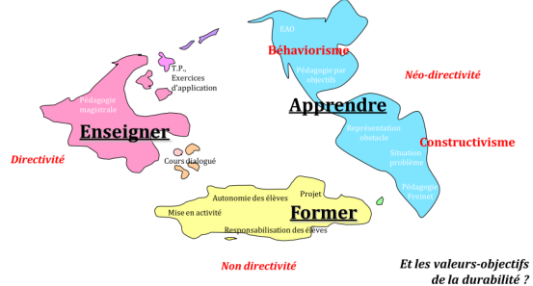 EAO
Béhaviorisme
T.P.,
Exercices
d'application
Pédagogie par
objectifs
Néo-directivité
Pédagogie
magistrale
Apprendre
Enseigner
Représentation
obstacle
Constructivisme
Situation
problème
Directivité
Cours dialogué
Pédagogie
Freinet
Autonomie des élèves
Projet
Mise en activité
Former
Responsabilisation des élèves
Non directivité
Et les valeurs-objectifs
de la durabilité ?